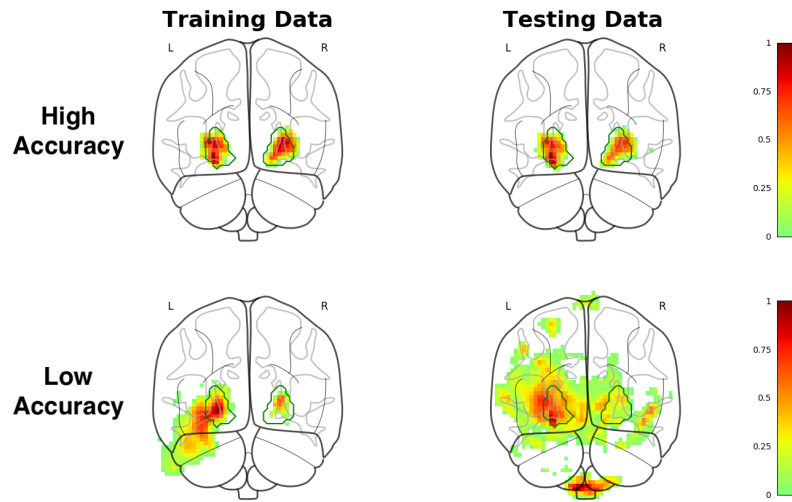 Training Data
Testing Data
L
R
L
R
High
Accuracy
1
0.75
0.5
0.25
0
L
R
L
R
Low
Accuracy
1
0.75
0.5
0.25
0